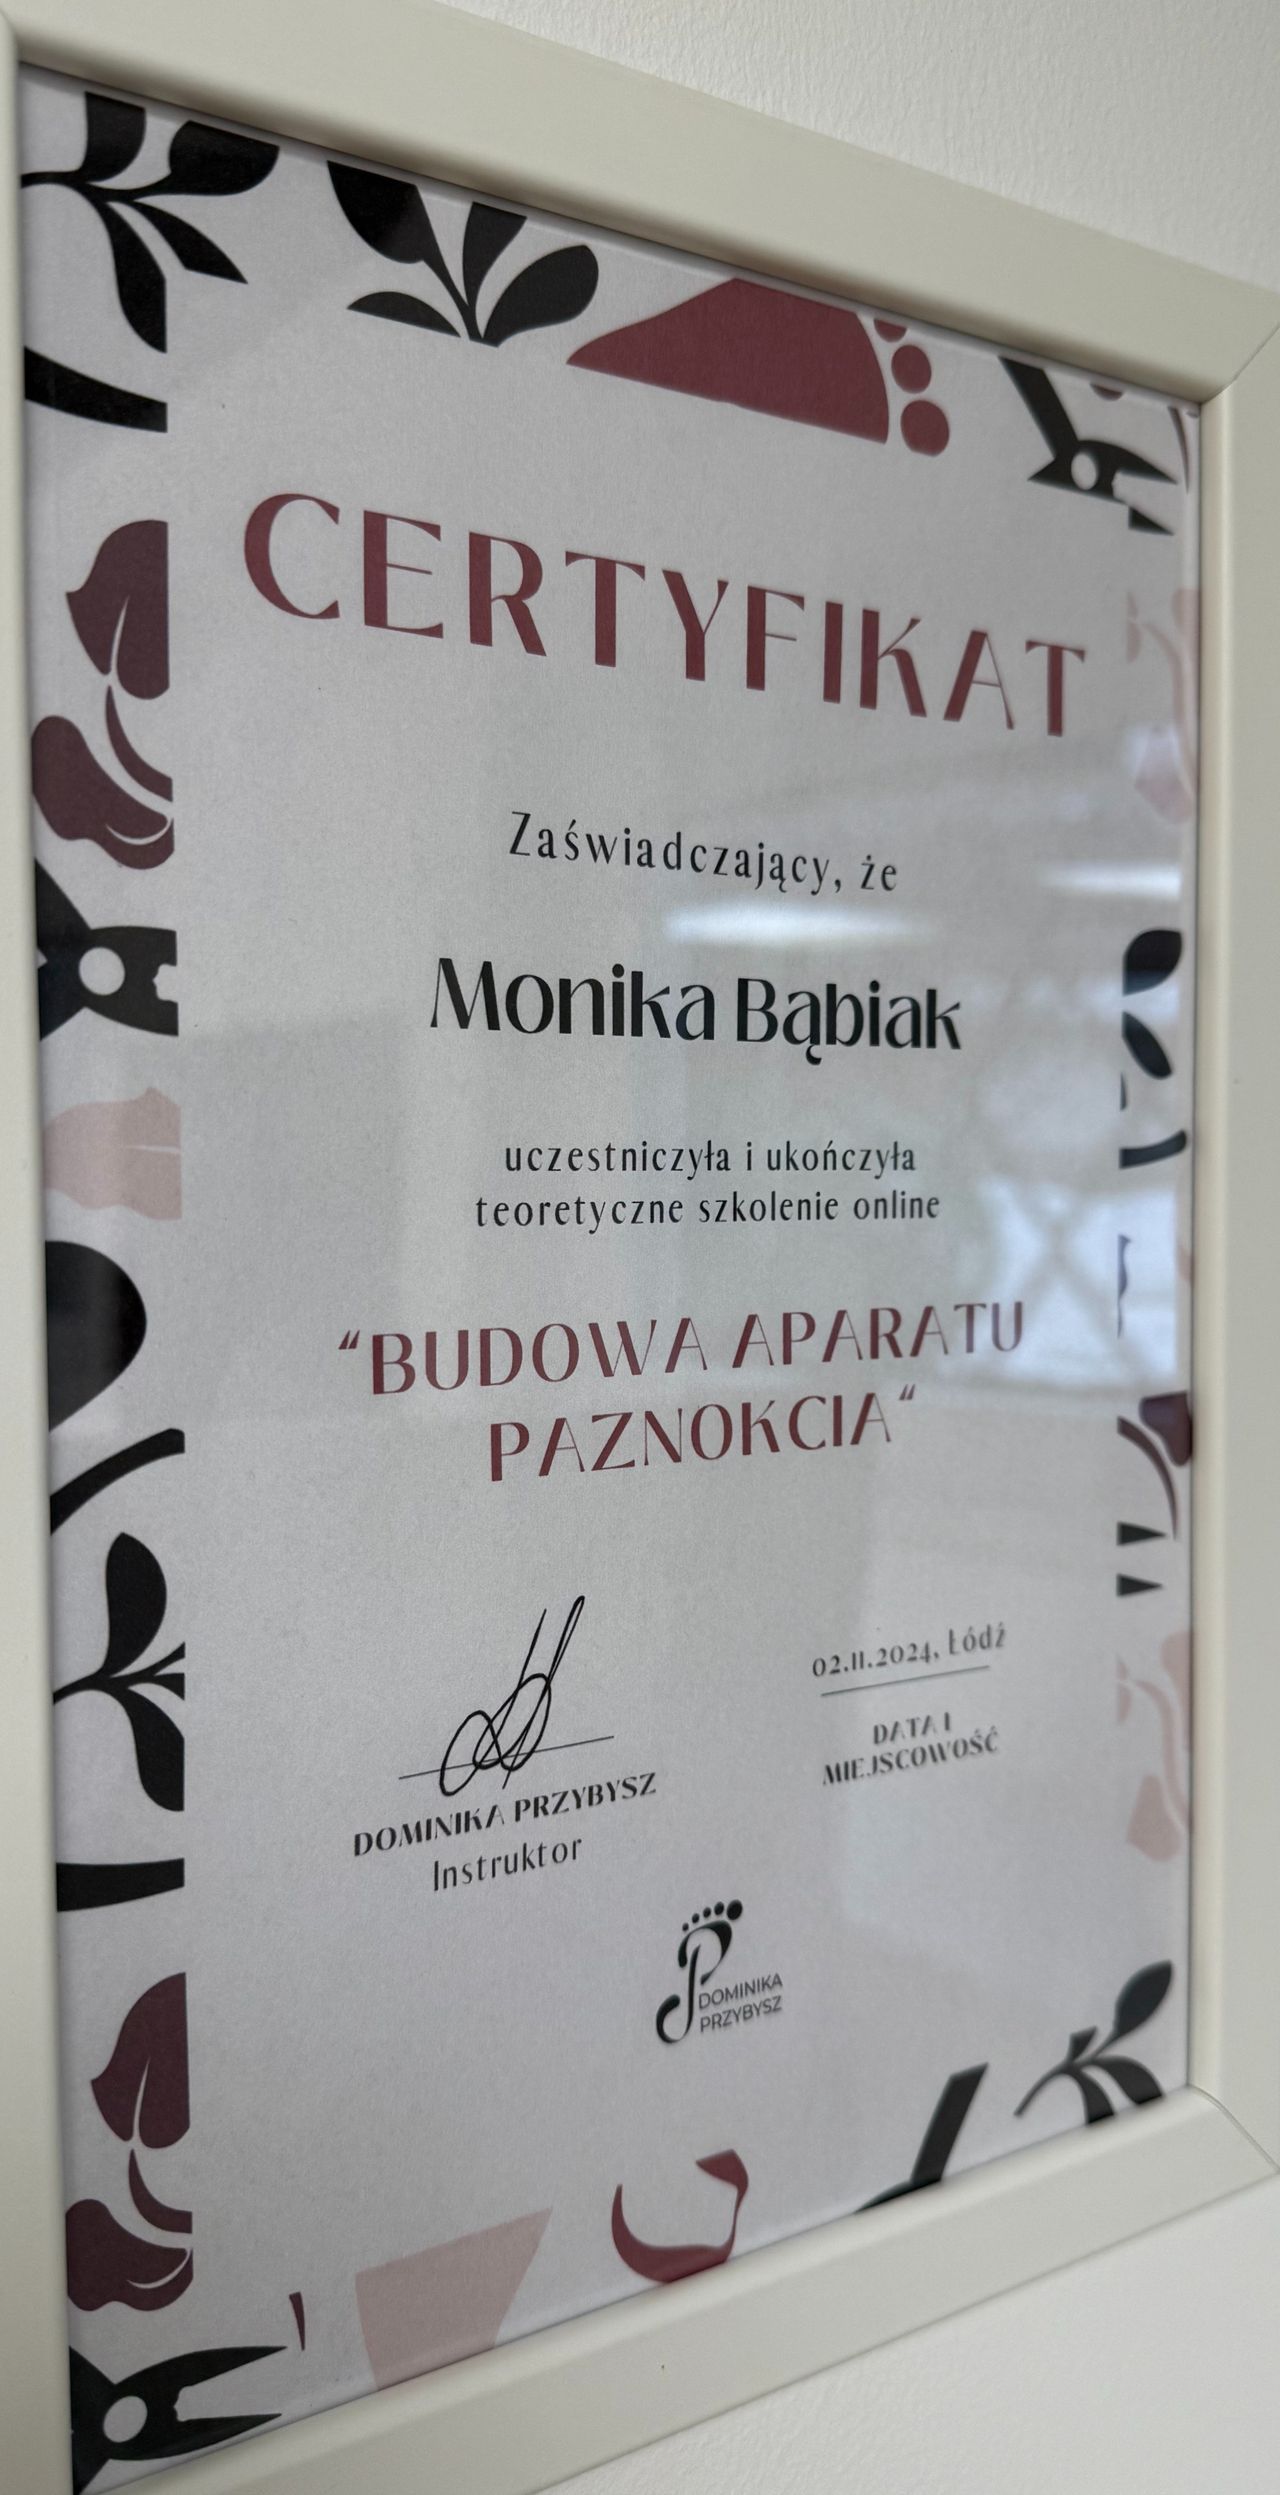 CERTYFIKAT
Zaświadczający, że
Monika Bąbiak
uczestniczyła i ukończyła
teoretyczne szkolenie online
“BUDOWA APARATU
PAZNOKCIA“
02.11.2024, Łódź
DATA I
MIEJSCOWOŚĆ
DOMINIKA PRZYBYSZ
Instruktor
DOMINIKA
PRZYBYSZ